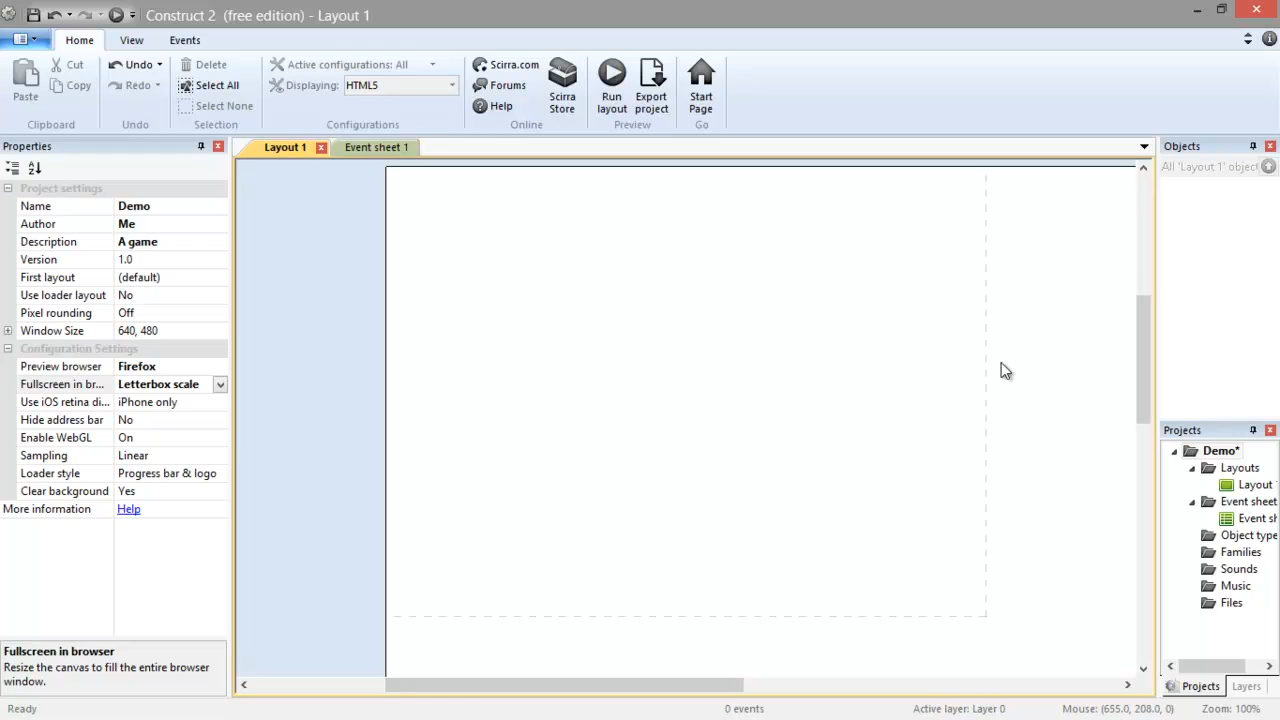 Construct 2 (free edition) - Layout 1
Home View Events
Paste Cut Copy Clipboard
Undo Redo Undo
Delete Select All Select None Selection
Active configurations: All
Displaying: HTML5
Configurations
Scirra.com Forums Help Scirra Store Online
Run layout Export project Preview
Start Page Go
Properties
Project settings
Name Demo
Author Me
Description A game
Version 1.0
First layout (default)
Use loader layout No
Pixel rounding Off
Window Size 640, 480
Configuration Settings
Preview browser Firefox
Fullscreen in br... Letterbox scale
Use iOS retina di... iPhone only
Hide address bar No
Enable WebGL On
Sampling Linear
Loader style Progress bar & logo
Clear background Yes
More information Help
Fullscreen in browser
Resize the canvas to fill the entire browser
window.
Layout 1 Event sheet 1
Objects
All 'Layout 1' object
Projects
Demo*
Layouts
Layout
Event sheet
Event sh
Object type
Families
Sounds
Music
Files
Projects Layers
Ready 0 events Active layer: Layer 0 Mouse: (655.0, 208.0, 0) Zoom: 100%